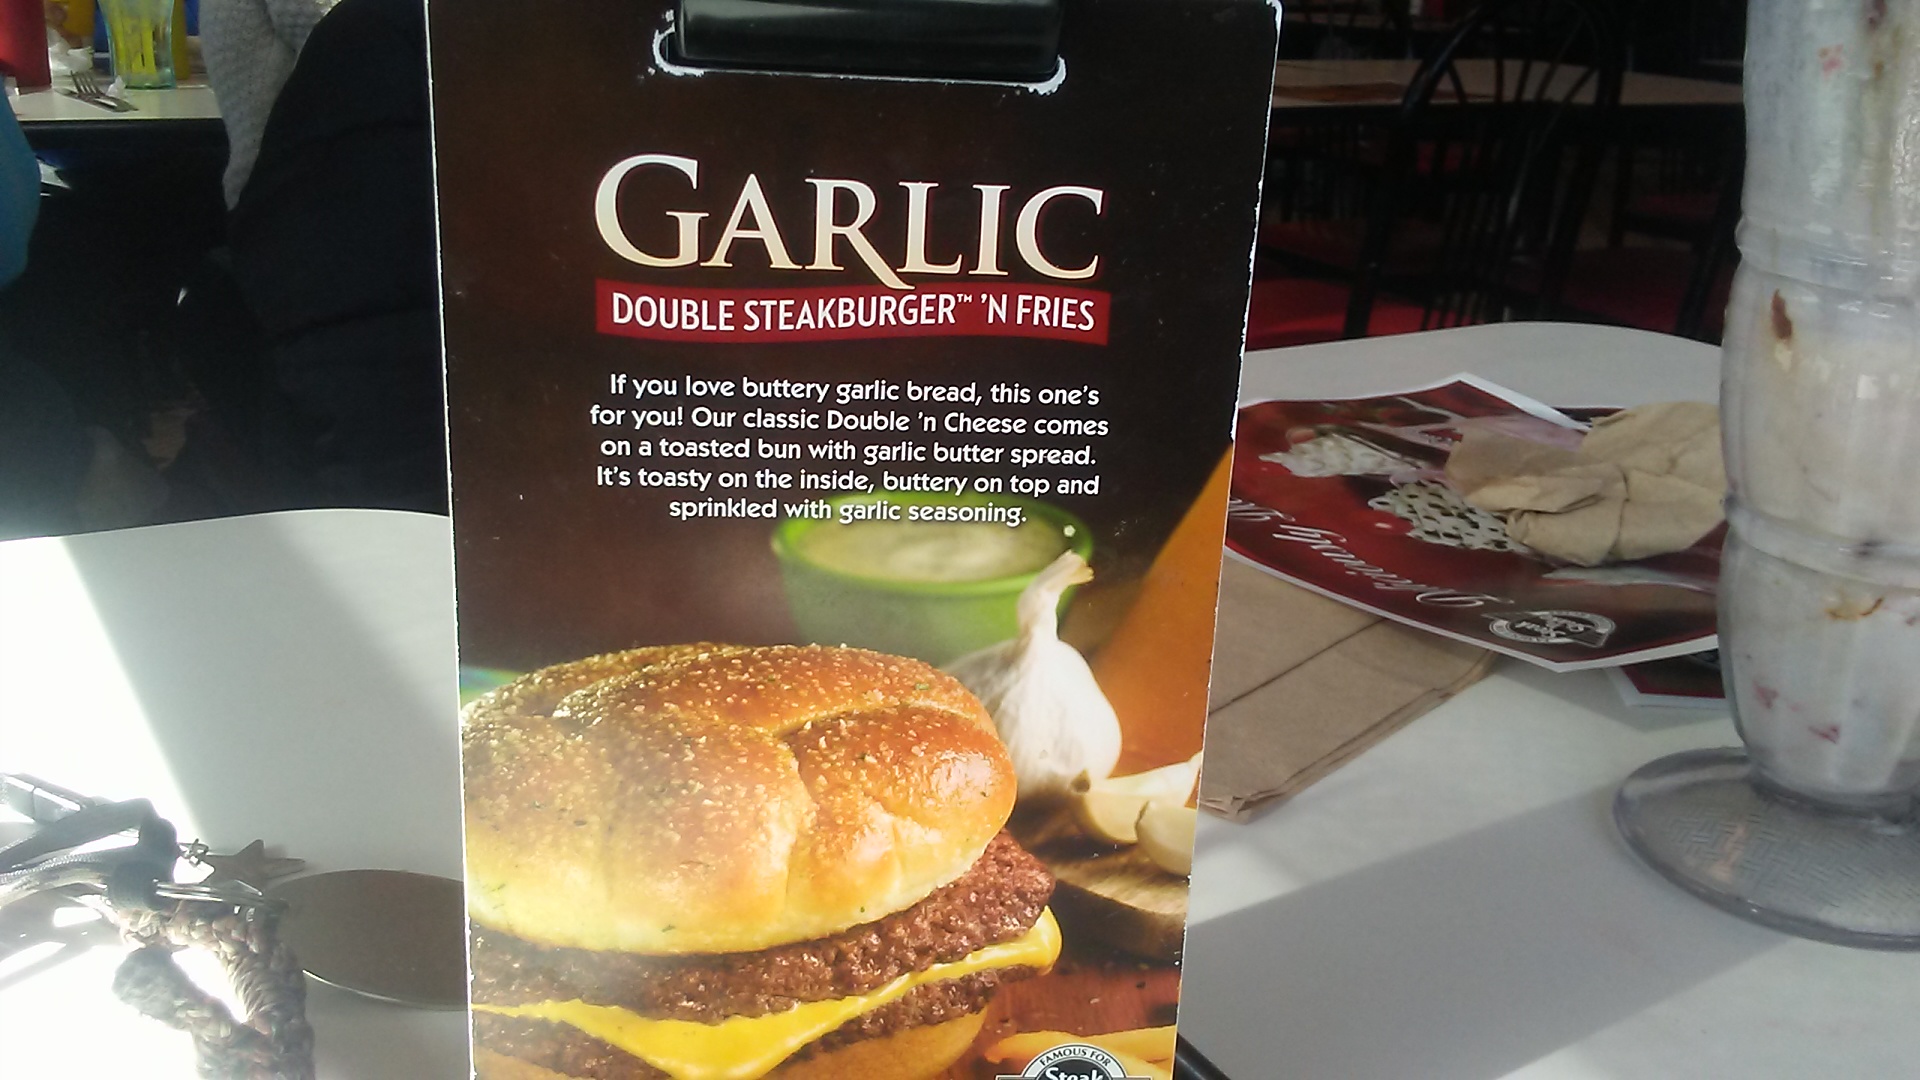 GARLIC
DOUBLE STEAKBURGER™ 'N FRIES
If you love buttery garlic bread, this one's
for you! Our classic Double 'n Cheese comes
on a toasted bun with garlic butter spread.
It's toasty on the inside, buttery on top and
sprinkled with garlic seasoning.
FAMOUS FOR
Steak